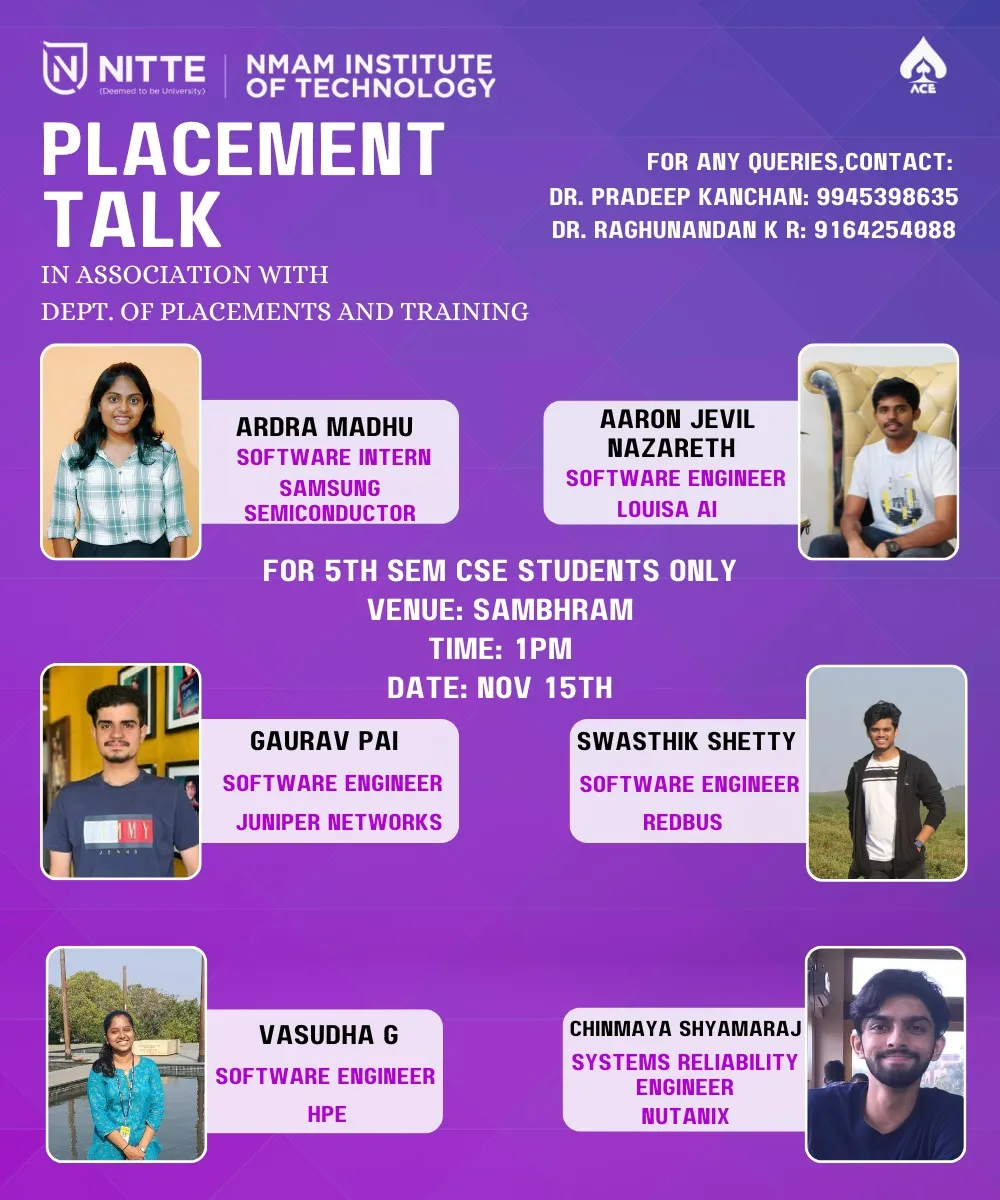 NITTE
(Deemed to be University)
NMAM INSTITUTE
OF TECHNOLOGY
ACE
PLACEMENT
TALK
IN ASSOCIATION WITH
DEPT. OF PLACEMENTS AND TRAINING
FOR ANY QUERIES,CONTACT:
DR. PRADEEP KANCHAN: 9945398635
DR. RAGHUNANDAN K R: 9164254088
ARDRA MADHU
SOFTWARE INTERN
SAMSUNG
SEMICONDUCTOR
AARON JEVIL
NAZARETH
SOFTWARE ENGINEER
LOUISA AI
FOR 5TH SEM CSE STUDENTS ONLY
VENUE: SAMBHRAM
TIME: 1PM
DATE: NOV 15TH
GAURAV PAI
SOFTWARE ENGINEER
JUNIPER NETWORKS
SWASTHIK SHETTY
SOFTWARE ENGINEER
REDBUS
VASUDHA G
SOFTWARE ENGINEER
HPE
CHINMAYA SHYAMARAJ
SYSTEMS RELIABILITY
ENGINEER
NUTANIX